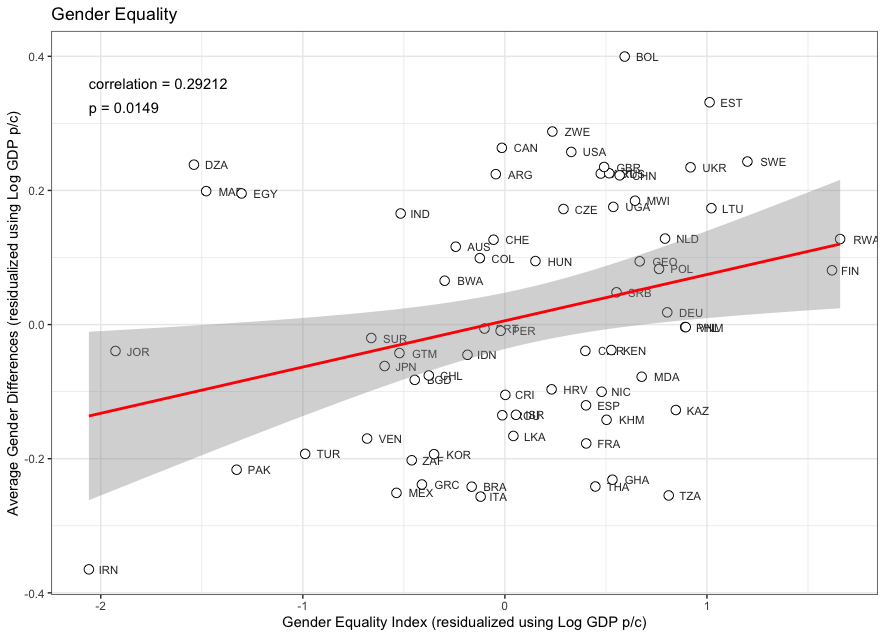 Gender Equality
correlation = 0.29212
p = 0.0149
Average Gender Differences (residualized using Log GDP p/c)
0.4
0.2
0.0
-0.2
-0.4
BOL
EST
ZWE
CAN
USA
DZA
ARG
GBR
CHN
UKR
SWE
EGY
IND
CZE
UGA
MWI
LTU
AUS
CHE
COL
HUN
NLD
GEO
POL
RWA
FIN
BWA
SRB
DEU
SUR
PER
JOR
GTM
IDN
JPN
CHL
BGD
KEN
MDA
CRI
HRV
NIC
ESP
KAZ
ISR
KHM
LKA
FRA
VEN
TUR
ZAF
KOR
PAK
GRC
MEX
BRA
ITA
THA
GHA
TZA
IRN
-2
-1
0
1
Gender Equality Index (residualized using Log GDP p/c)